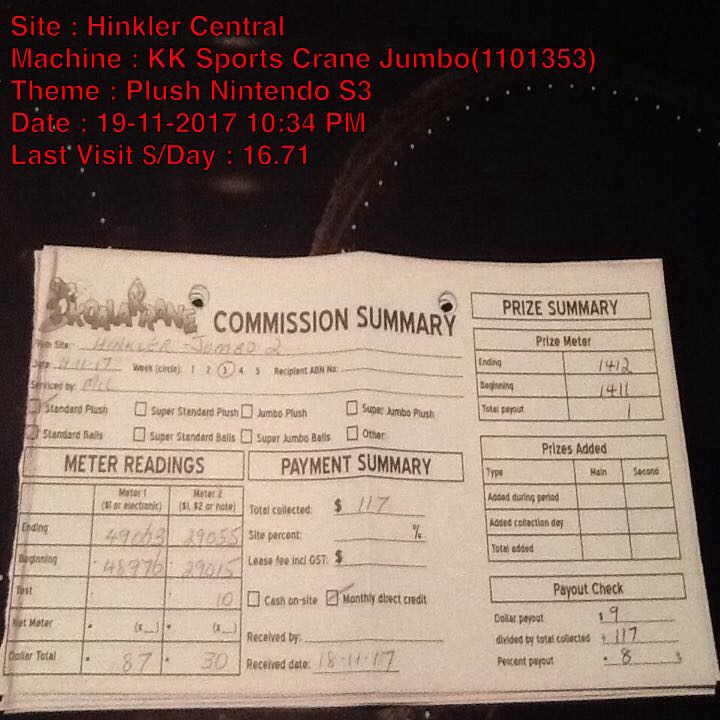 Site : Hinkler Central
Machine : KK Sports Crane Jumbo(1101353)
Theme : Plush Nintendo S3
Date : 19-11-2017 10:34 PM
Last Visit $/Day : 16.71
KOALAKRANE
COMMISSION SUMMARY
Site: HINKLER - JUMBO 2
Week (circle): 1 2 3 4 5 Recipient ABN No:
Serviced by:
Standard Plush Super Standard Plush Jumbo Plush Super Jumbo Plush
Standard Balls Super Standard Balls Super Jumbo Balls Other
METER READINGS
Meter 1 Meter 2
($1 or electronic) ($1, $2 or note)
Ending 49063 29055
Beginning 48976 29015
Test 10
Net Meter (x__) (x__)
Dollar Total 87 30
PAYMENT SUMMARY
Total collected: $ 117
Site percent: %
Lease fee incl GST: $
Cash on-site Monthly direct credit
Received by:
Received date: 18-11-17
PRIZE SUMMARY
Prize Meter
Ending 1412
Beginning 1411
Total payout 1
Prizes Added
Type Main Second
Added during period
Added collection day
Total added
Payout Check
Dollar payout $ 9
divided by total collected ÷ 117
Percent payout 8